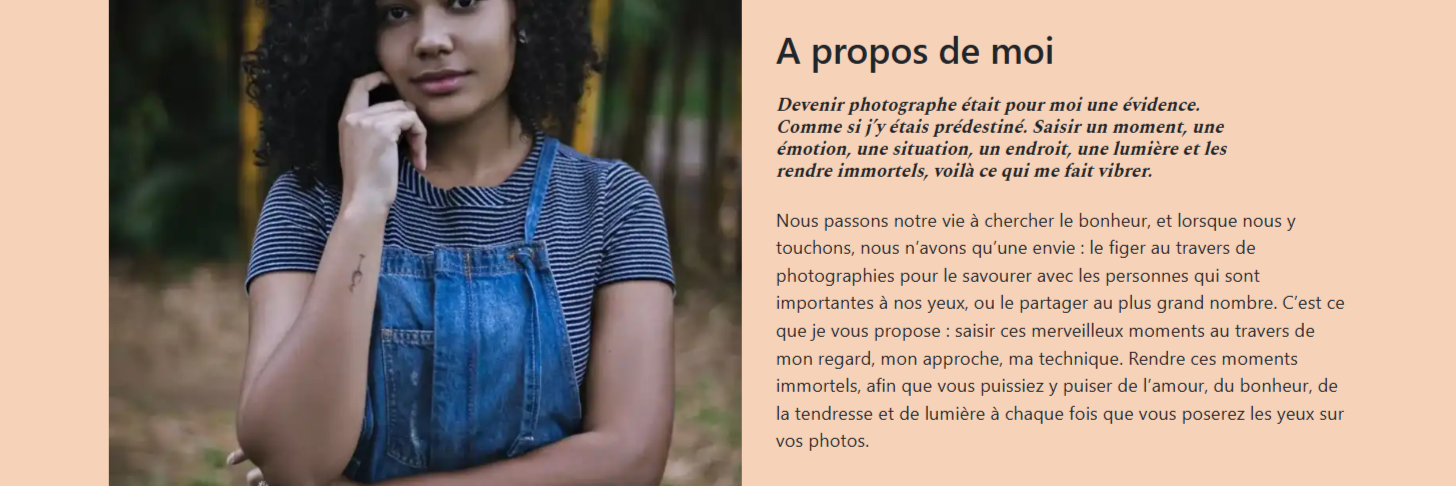 A propos de moi
Devenir photographe était pour moi une évidence.
Comme si j’y étais prédestiné. Saisir un moment, une
émotion, une situation, un endroit, une lumière et les
rendre immortels, voilà ce qui me fait vibrer.
Nous passons notre vie à chercher le bonheur, et lorsque nous y
touchons, nous n’avons qu’une envie : le figer au travers de
photographies pour le savourer avec les personnes qui sont
importantes à nos yeux, ou le partager au plus grand nombre. C’est ce
que je vous propose : saisir ces merveilleux moments au travers de
mon regard, mon approche, ma technique. Rendre ces moments
immortels, afin que vous puissiez y puiser de l’amour, du bonheur, de
la tendresse et de lumière à chaque fois que vous poserez les yeux sur
vos photos.